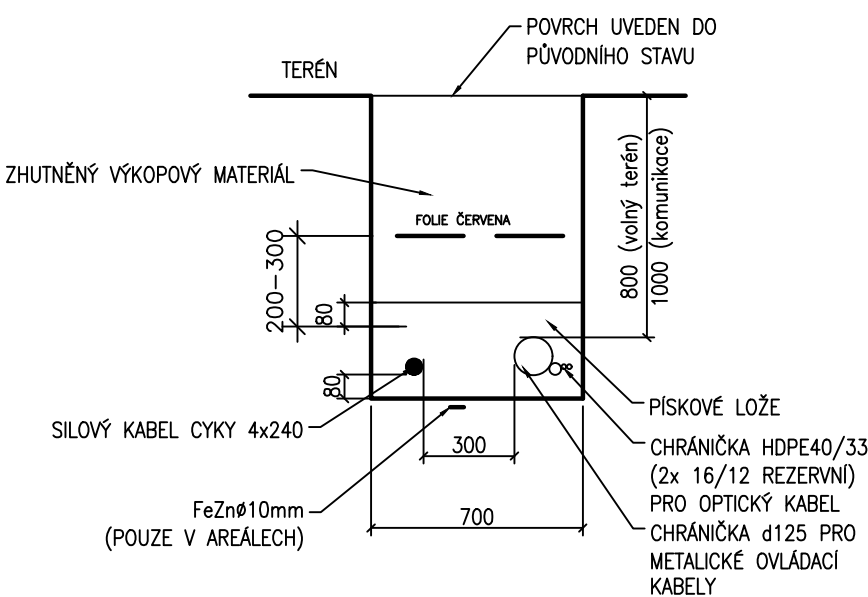 POVRCH UVEDEN DO
PŮVODNÍHO STAVU
TERÉN
ZHUTNĚNÝ VÝKOPOVÝ MATERIÁL
FOLIE ČERVENA
800 (volný terén)
1000 (komunikace)
200-300
80
80
SILOVÝ KABEL CYKY 4x240
300
PÍSKOVÉ LOŽE
CHRÁNIČKA HDPE40/33
(2x 16/12 REZERVNÍ)
PRO OPTICKÝ KABEL
FeZnø10mm
(POUZE V AREÁLECH)
700
CHRÁNIČKA d125 PRO
METALICKÉ OVLÁDACÍ
KABELY